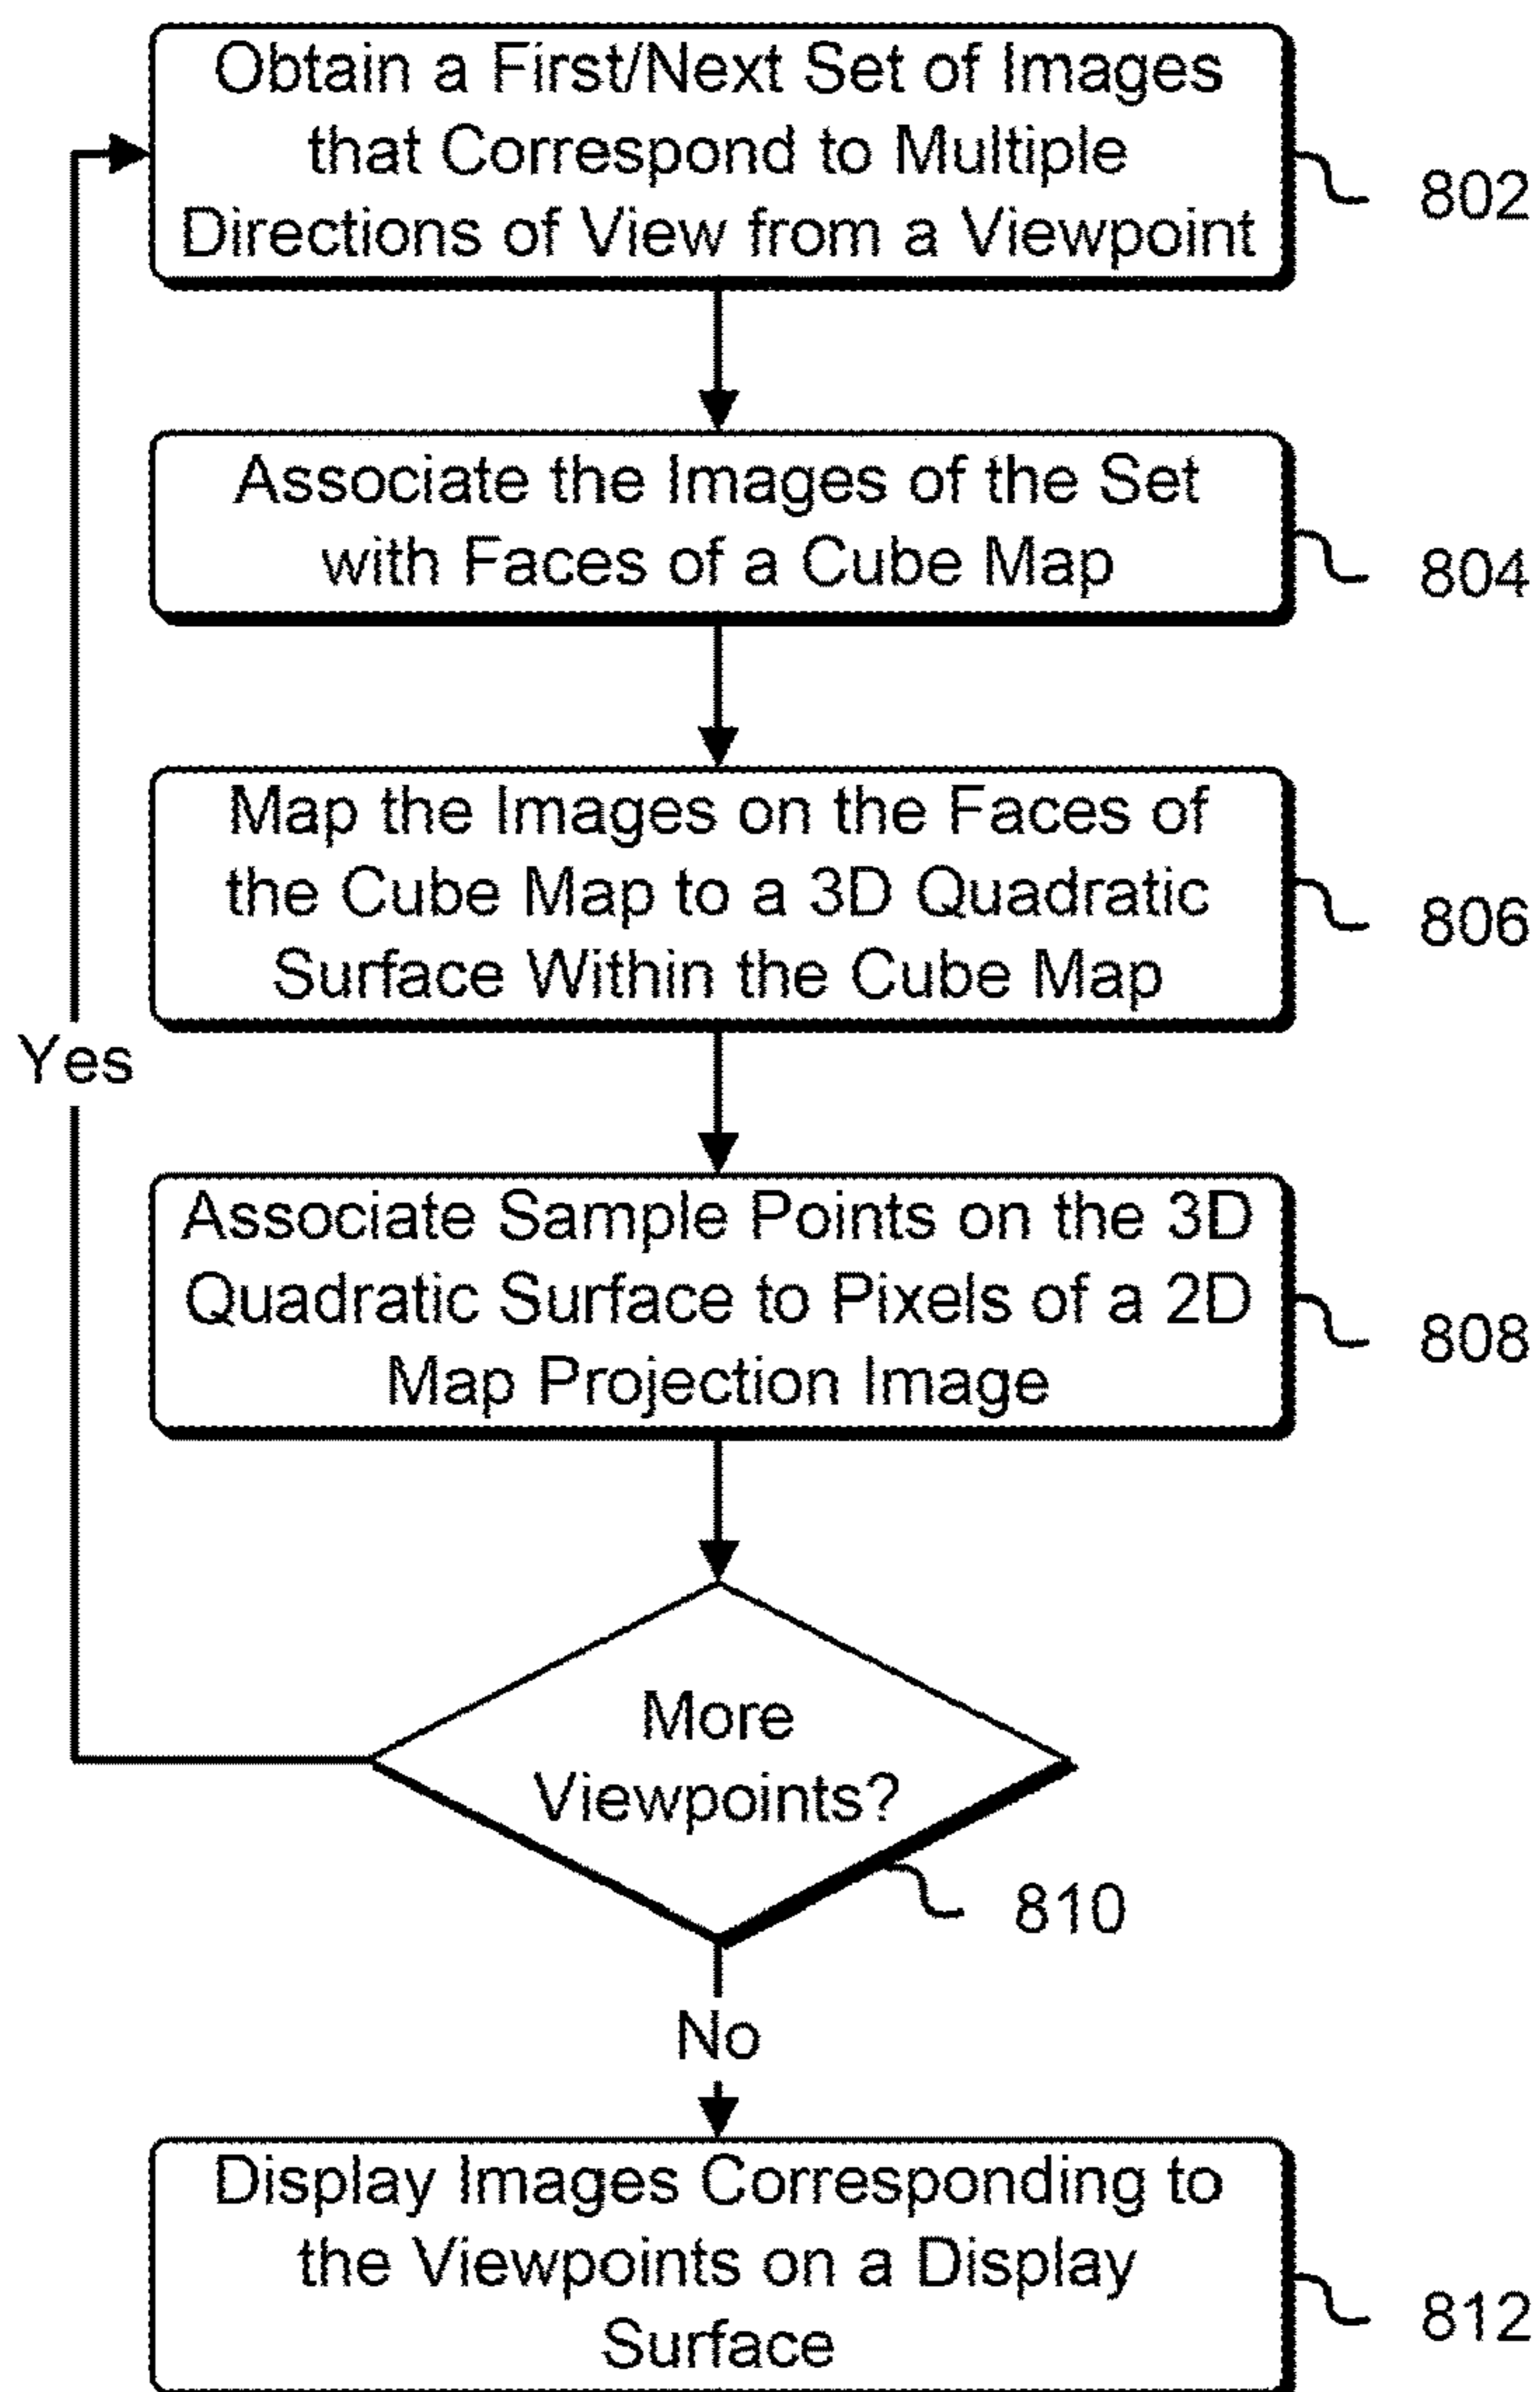 Obtain a First/Next Set of Images
that Correspond to Multiple
Directions of View from a Viewpoint
802
Associate the Images of the Set
with Faces of a Cube Map
804
Map the Images on the Faces of
the Cube Map to a 3D Quadratic
Surface Within the Cube Map
806
Yes
Associate Sample Points on the 3D
Quadratic Surface to Pixels of a 2D
Map Projection Image
808
More
Viewpoints?
810
No
Display Images Corresponding to
the Viewpoints on a Display
Surface
812